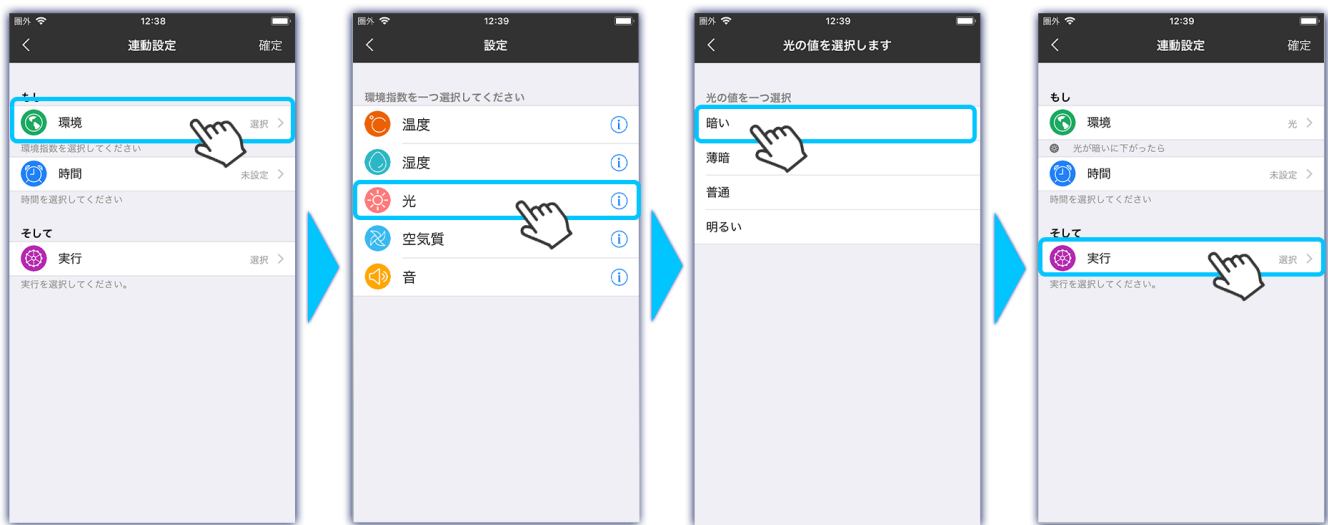 圏外 12:38
連動設定 確定
もし
環境 選択
環境指数を選択してください
時間 未設定
時間を選択してください
そして
実行 選択
実行を選択してください。
圏外 12:39
設定
環境指数を一つ選択してください
温度
湿度
光
空気質
音
圏外 12:39
光の値を選択します
光の値を一つ選択
暗い
薄暗
普通
明るい
圏外 12:39
連動設定 確定
もし
環境 光
光が暗いに下がったら
時間 未設定
時間を選択してください
そして
実行 選択
実行を選択してください。